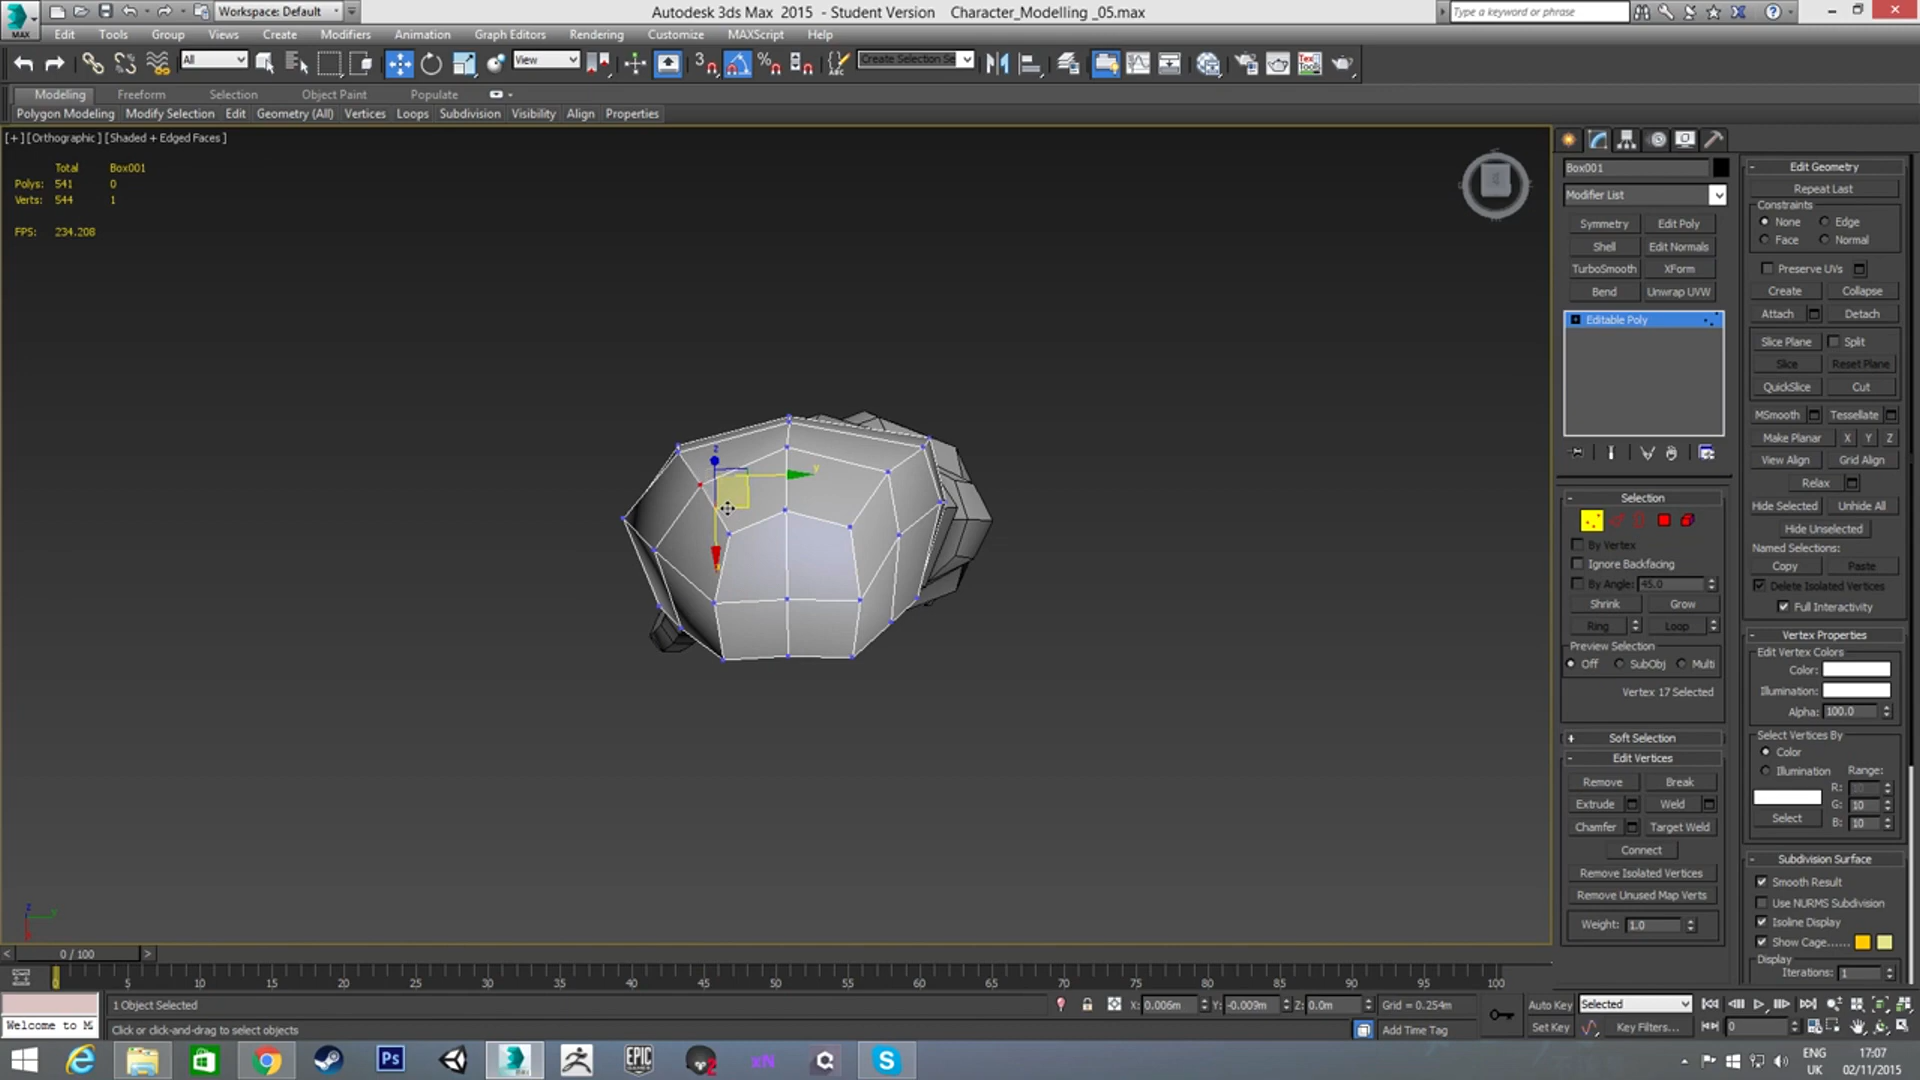 Autodesk 3ds Max 2015 - Student Version Character_Modelling _05.max
Workspace: Default
Type a keyword or phrase
MAX
Edit Tools Group Views Create Modifiers Animation Graph Editors Rendering Customize MAXScript Help
All
View
Create Selection Se
Modeling Freeform Selection Object Paint Populate
Polygon Modeling Modify Selection Edit Geometry (All) Vertices Loops Subdivision Visibility Align Properties
[+] [Orthographic] [Shaded + Edged Faces]
Total Box001
Polys: 541 0
Verts: 544 1
FPS: 234.208
z
y
Box001
Modifier List
Symmetry Edit Poly
Shell Edit Normals
TurboSmooth XForm
Bend Unwrap UVW
Editable Poly
Selection
By Vertex
Ignore Backfacing
By Angle: 45.0
Shrink Grow
Ring Loop
Preview Selection
Off SubObj Multi
Vertex 17 Selected
Soft Selection
Edit Vertices
Remove Break
Extrude Weld
Chamfer Target Weld
Connect
Remove Isolated Vertices
Remove Unused Map Verts
Weight: 1.0
Edit Geometry
Repeat Last
Constraints
None Edge
Face Normal
Preserve UVs
Create Collapse
Attach Detach
Slice Plane Split
Slice Reset Plane
QuickSlice Cut
MSmooth Tessellate
Make Planar X Y Z
View Align Grid Align
Relax
Hide Selected Unhide All
Hide Unselected
Named Selections:
Copy Paste
Delete Isolated Vertices
Full Interactivity
Vertex Properties
Edit Vertex Colors
Color:
Illumination:
Alpha: 100.0
Select Vertices By
Color
Illumination Range:
R: 10
G: 10
Select B: 10
Subdivision Surface
Smooth Result
Use NURMS Subdivision
Isoline Display
Show Cage......
Display
Iterations: 1
0 / 100
5 10 15 20 25 30 35 40 45 50 55 60 65 70 75 80 85 90 95 100
1 Object Selected
X: 0.006m Y: -0.009m Z: 0.0m Grid = 0.254m
Auto Key Selected
Welcome to M
Click or click-and-drag to select objects
Add Time Tag
Set Key Key Filters... 0
Ps
EPIC GAMES
2
xN
ENG
UK
17:07
02/11/2015